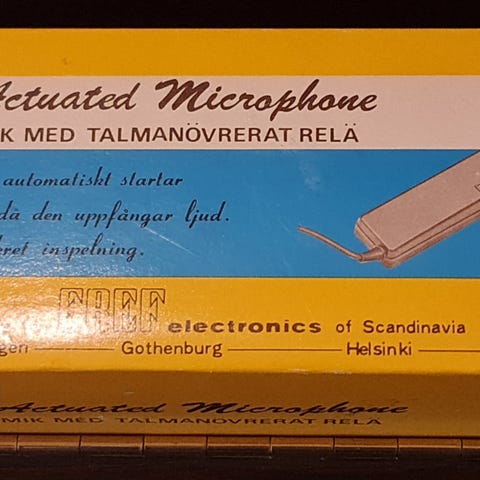 Actuated Microphone
MIK MED TALMANÖVRERAT RELÄ
automatiskt startar
då den uppfångar ljud.
inspelning.
electronics of Scandinavia
Gothenburg Helsinki
Actuated Microphone
MIK MED TALMANÖVRERAT RELÄ